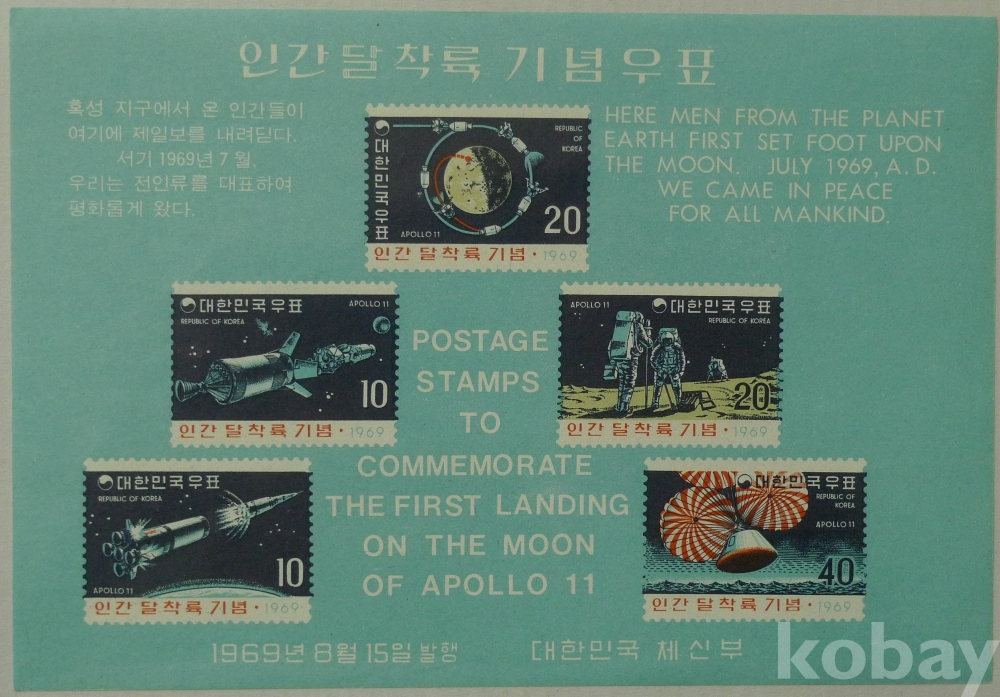 인간달착륙 기념우표
혹성 지구에서 온 인간들이
여기에 제일보를 내려딛다.
서기 1969년 7월.
우리는 전인류를 대표하여
평화롭게 왔다.
HERE MEN FROM THE PLANET
EARTH FIRST SET FOOT UPON
THE MOON. JULY 1969, A. D.
WE CAME IN PEACE
FOR ALL MANKIND.
대한민국우표
REPUBLIC
OF KOREA
APOLLO 11
20
인간 달 착륙 기념 · 1969
대한민국우표
REPUBLIC OF KOREA
APOLLO 11
10
인간 달 착륙 기념 · 1969
APOLLO 11
대한민국우표
REPUBLIC OF KOREA
20
인간 달 착륙 기념 · 1969
POSTAGE
STAMPS
TO
COMMEMORATE
THE FIRST LANDING
ON THE MOON
OF APOLLO 11
대한민국우표
REPUBLIC OF KOREA
APOLLO 11
10
인간 달 착륙 기념 · 1969
대한민국우표
REPUBLIC
OF KOREA
APOLLO 11
40
인간 달 착륙 기념 · 1969
1969년 8월 15일 발행
대한민국 체신부
kobay